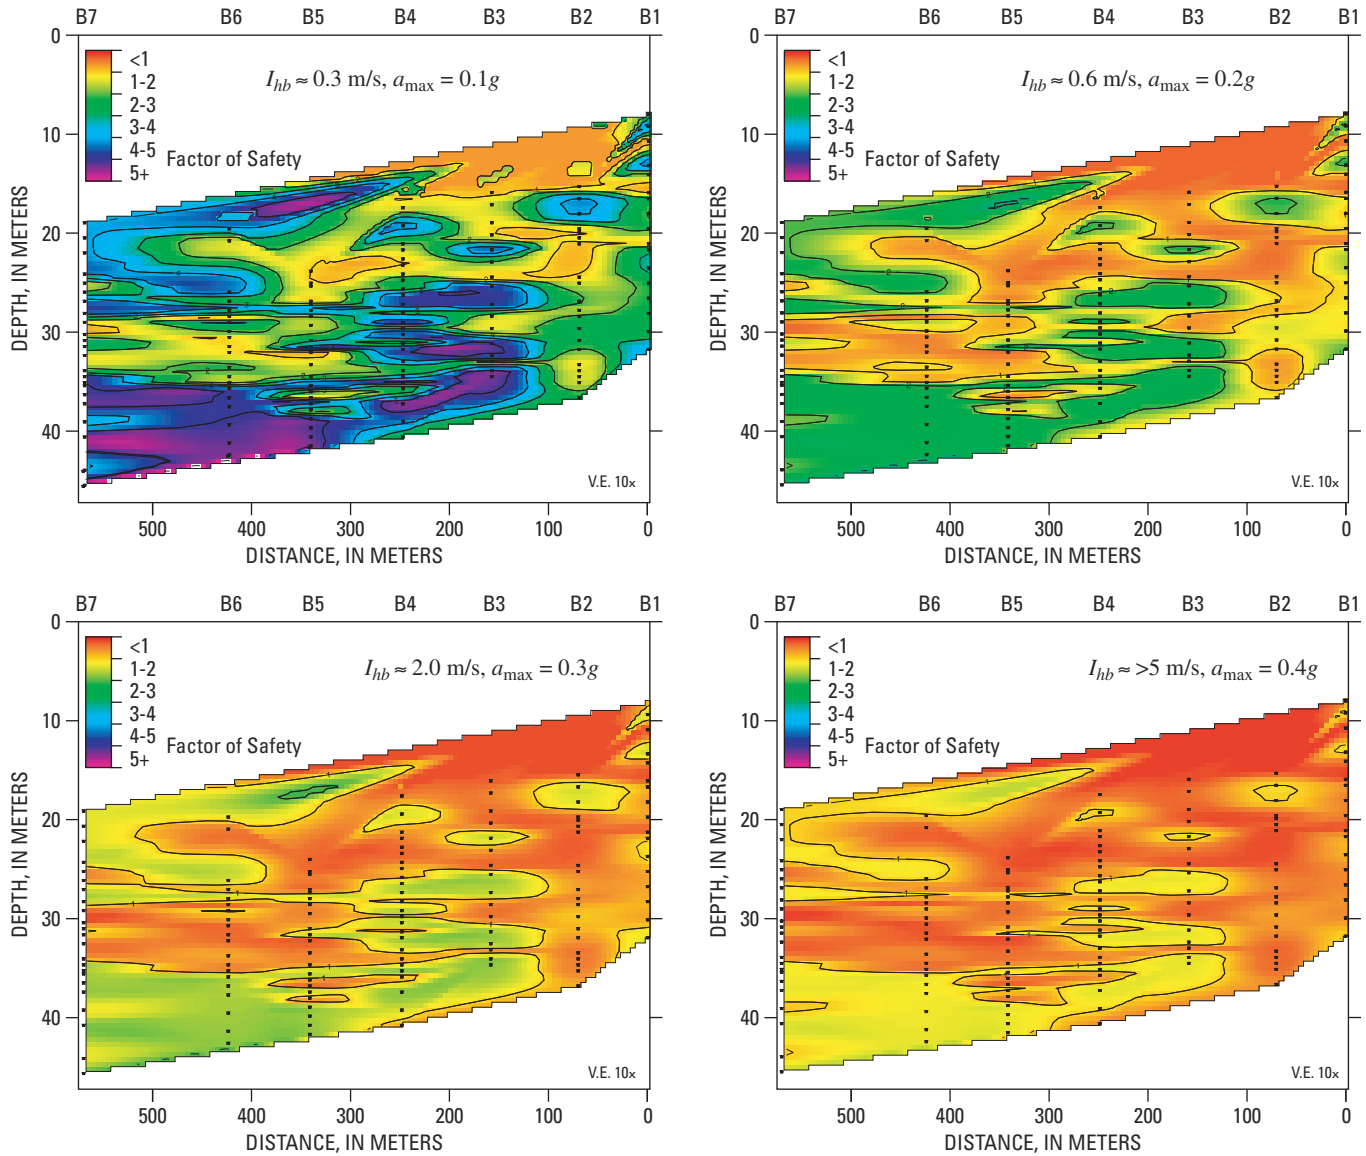 B7 B6 B5 B4 B3 B2 B1
0
10
20
30
40
DEPTH, IN METERS
<1
1-2
2-3
3-4
4-5
5+
Factor of Safety
I_hb ≈ 0.3 m/s, a_max = 0.1g
V.E. 10x
500 400 300 200 100 0
DISTANCE, IN METERS
B7 B6 B5 B4 B3 B2 B1
0
10
20
30
40
DEPTH, IN METERS
<1
1-2
2-3
3-4
4-5
5+
Factor of Safety
I_hb ≈ 0.6 m/s, a_max = 0.2g
V.E. 10x
500 400 300 200 100 0
DISTANCE, IN METERS
B7 B6 B5 B4 B3 B2 B1
0
10
20
30
40
DEPTH, IN METERS
<1
1-2
2-3
3-4
4-5
5+
Factor of Safety
I_hb ≈ 2.0 m/s, a_max = 0.3g
V.E. 10x
500 400 300 200 100 0
DISTANCE, IN METERS
B7 B6 B5 B4 B3 B2 B1
0
10
20
30
40
DEPTH, IN METERS
<1
1-2
2-3
3-4
4-5
5+
Factor of Safety
I_hb ≈ >5 m/s, a_max = 0.4g
V.E. 10x
500 400 300 200 100 0
DISTANCE, IN METERS